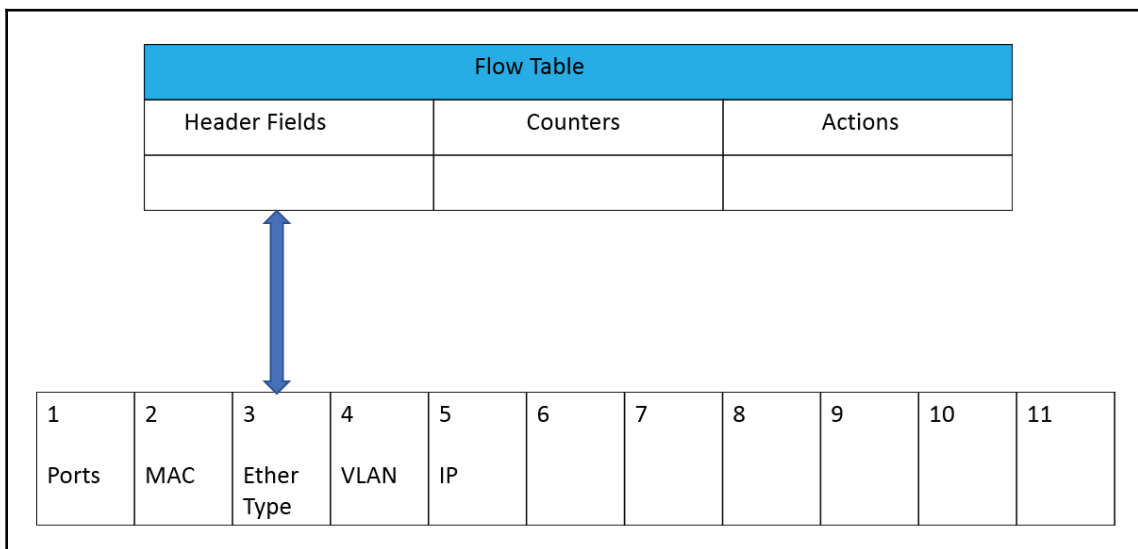 Flow Table
Header Fields Counters Actions
1 2 3 4 5 6 7 8 9 10 11
Ports MAC Ether VLAN IP
Type